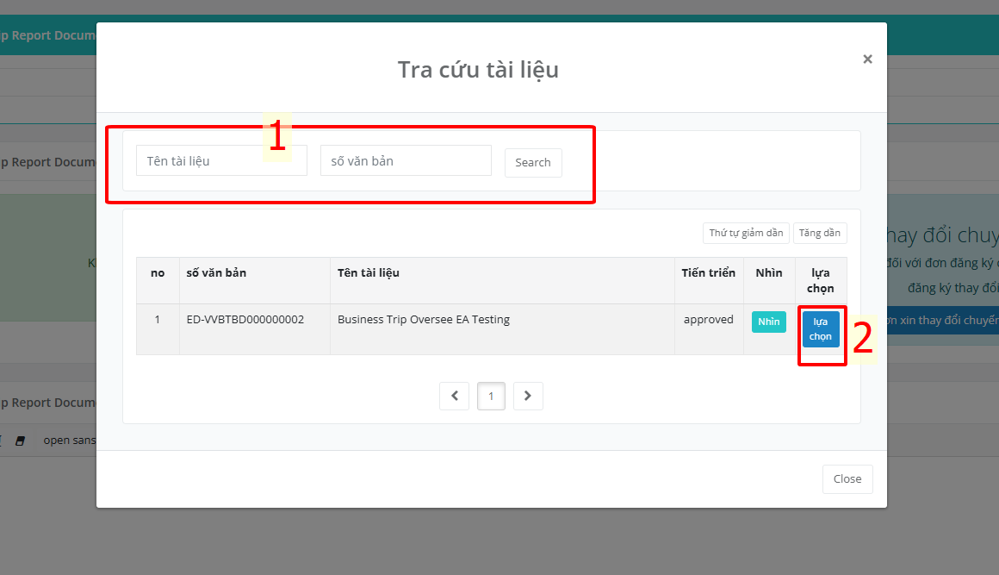 ip Report Docum
Tra cứu tài liệu
×
1
Tên tài liệu
số văn bản
Search
p Report Docum
Thứ tự giảm dần
Tăng dần
hay đổi chuy
K
đối với đơn đăng ký
đăng ký thay đổi
ơn xin thay đổi chuyến
no
số văn bản
Tên tài liệu
Tiến triển
Nhìn
lựa
chọn
1
ED-VVBTBD000000002
Business Trip Oversee EA Testing
approved
Nhìn
lựa
chọn
2
1
p Report Docum
open sans
Close